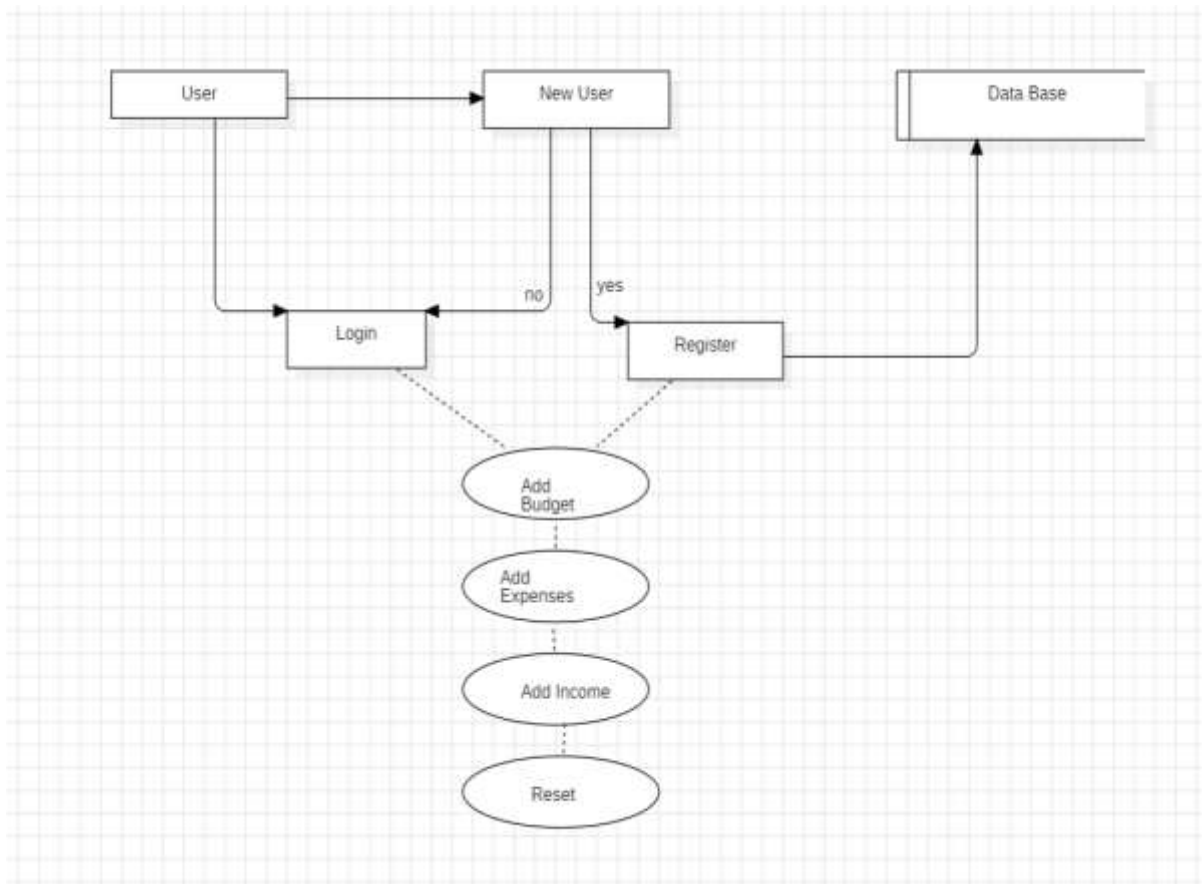 User
New User
Data Base
no
yes
Login
Register
Add
Budget
Add
Expenses
Add Income
Reset